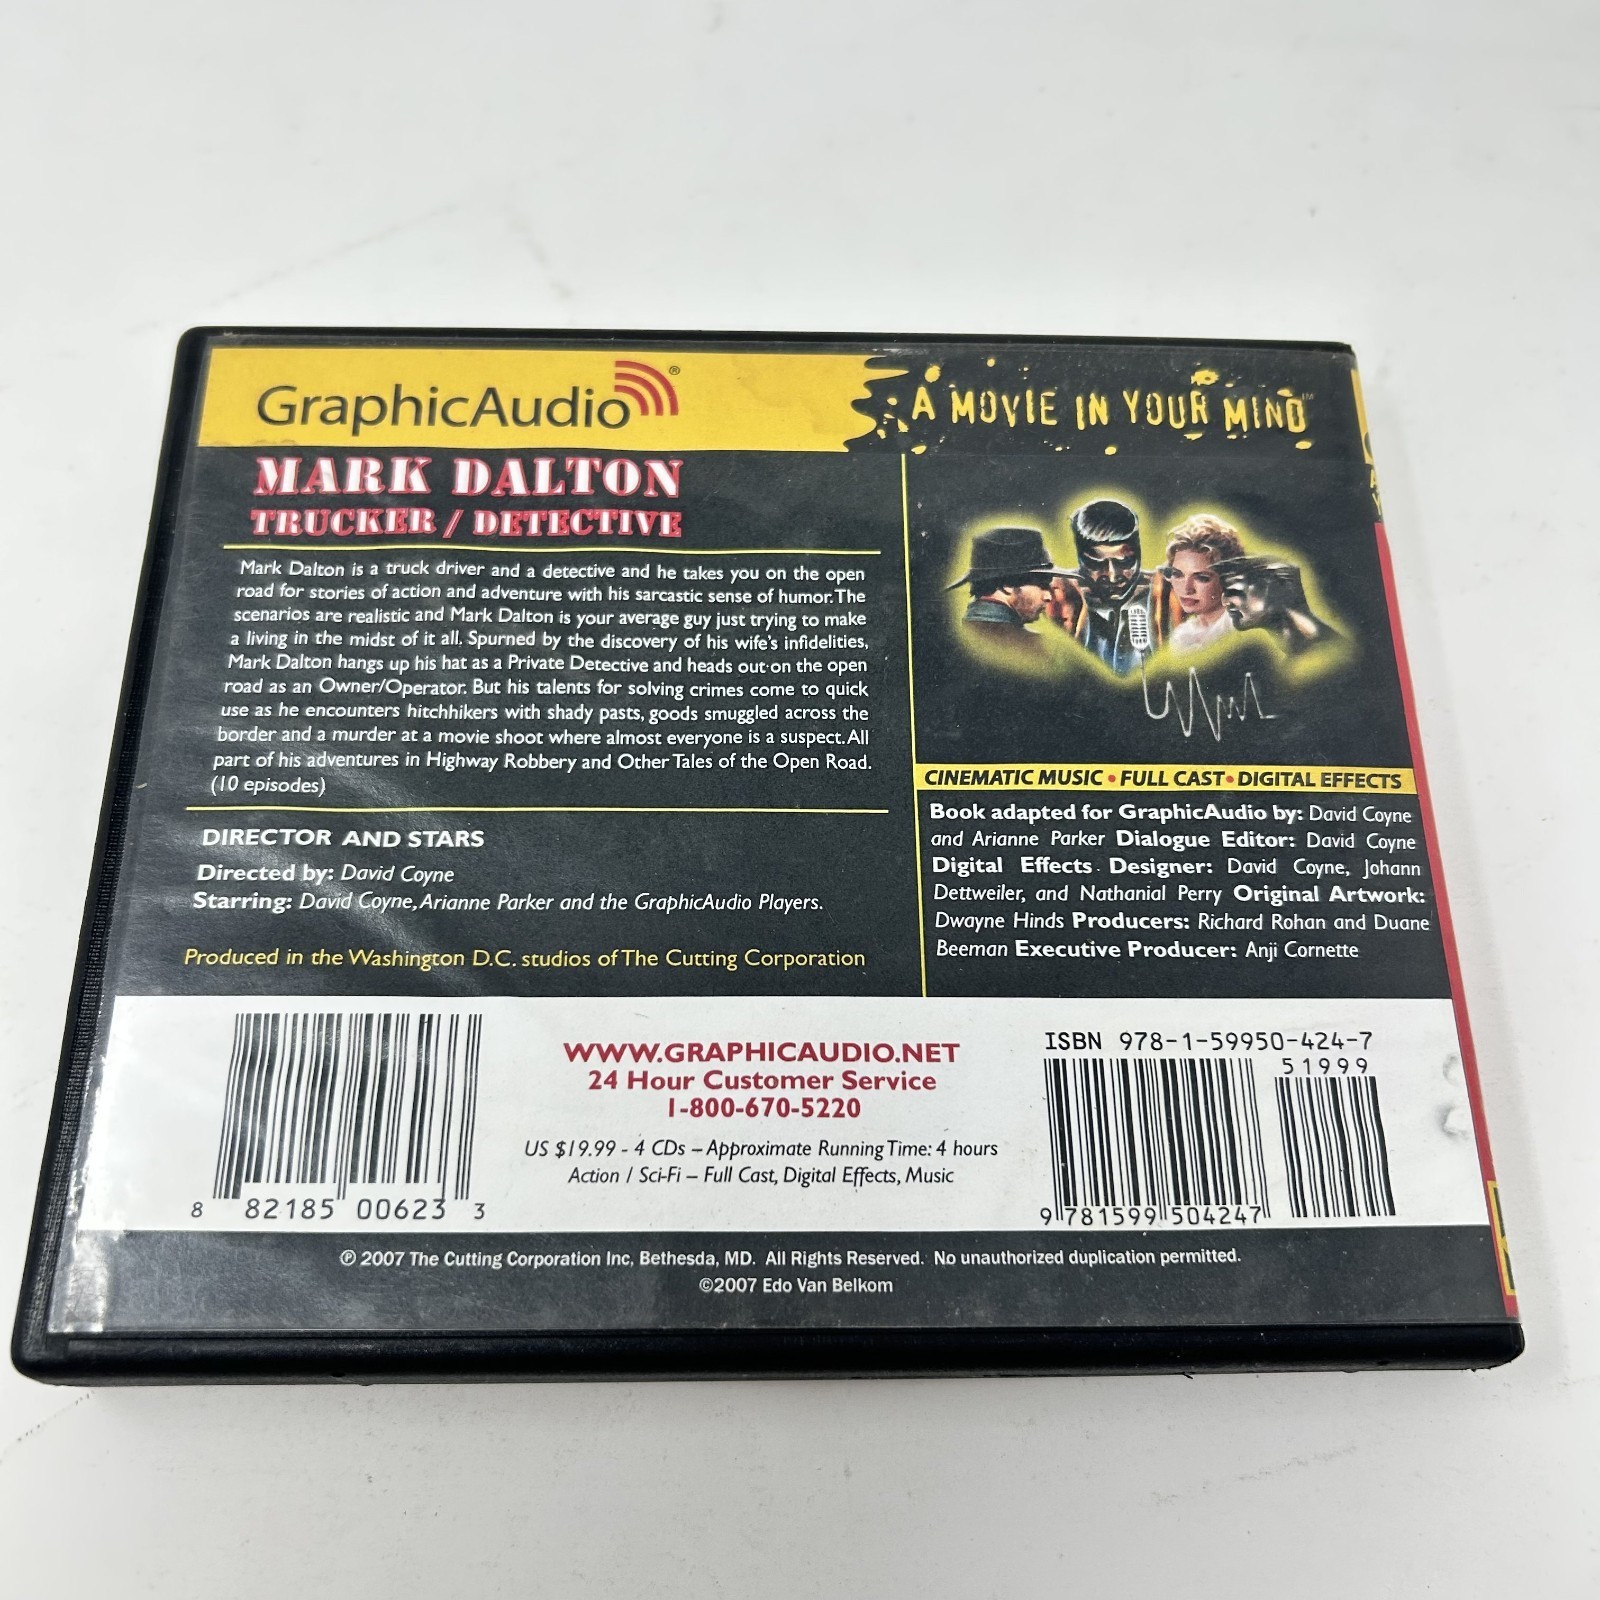 GraphicAudio®
A MOVIE IN YOUR MIND™
MARK DALTON
TRUCKER / DETECTIVE
Mark Dalton is a truck driver and a detective and he takes you on the open
road for stories of action and adventure with his sarcastic sense of humor. The
scenarios are realistic and Mark Dalton is your average guy just trying to make
a living in the midst of it all. Spurned by the discovery of his wife's infidelities,
Mark Dalton hangs up his hat as a Private Detective and heads out on the open
road as an Owner/Operator. But his talents for solving crimes come to quick
use as he encounters hitchhikers with shady pasts, goods smuggled across the
border and a murder at a movie shoot where almost everyone is a suspect. All
part of his adventures in Highway Robbery and Other Tales of the Open Road.
(10 episodes)
DIRECTOR AND STARS
Directed by: David Coyne
Starring: David Coyne, Arianne Parker and the GraphicAudio Players.
Produced in the Washington D.C. studios of The Cutting Corporation
CINEMATIC MUSIC • FULL CAST • DIGITAL EFFECTS
Book adapted for GraphicAudio by: David Coyne
and Arianne Parker Dialogue Editor: David Coyne
Digital Effects Designer: David Coyne, Johann
Dettweiler, and Nathanial Perry Original Artwork:
Dwayne Hinds Producers: Richard Rohan and Duane
Beeman Executive Producer: Anji Cornette
8 82185 00623 3
WWW.GRAPHICAUDIO.NET
24 Hour Customer Service
1-800-670-5220
US $19.99 - 4 CDs – Approximate Running Time: 4 hours
Action / Sci-Fi – Full Cast, Digital Effects, Music
ISBN 978-1-59950-424-7
51999
9 781599 504247
℗ 2007 The Cutting Corporation Inc, Bethesda, MD. All Rights Reserved. No unauthorized duplication permitted.
©2007 Edo Van Belkom